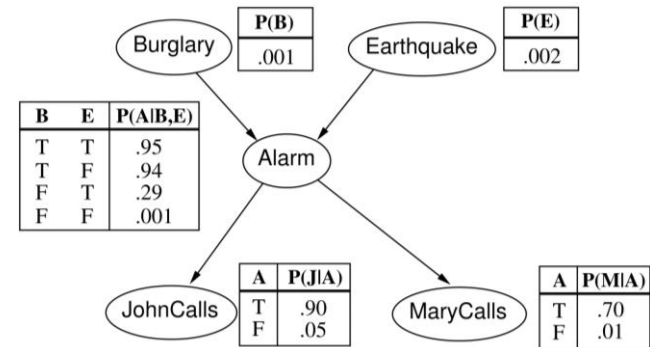 Burglary
P(B)
.001
Earthquake
P(E)
.002
B E P(A|B,E)
T T .95
T F .94
F T .29
F F .001
Alarm
JohnCalls
A P(J|A)
T .90
F .05
MaryCalls
A P(M|A)
T .70
F .01